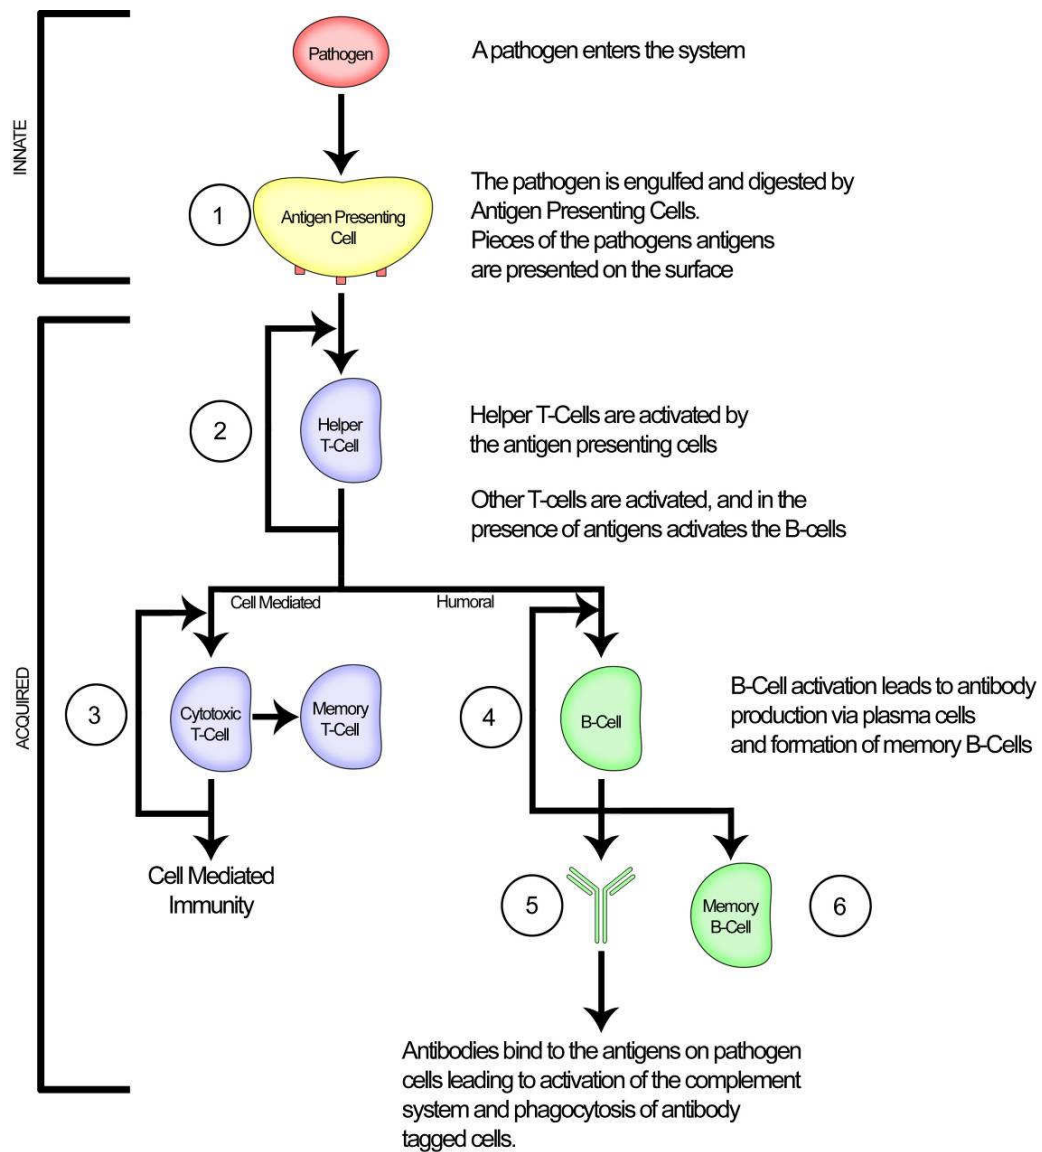 Pathogen
A pathogen enters the system
INNATE
1
Antigen Presenting
Cell
The pathogen is engulfed and digested by
Antigen Presenting Cells.
Pieces of the pathogens antigens
are presented on the surface
2
Helper
T-Cell
Helper T-Cells are activated by
the antigen presenting cells
Other T-cells are activated, and in the
presence of antigens activates the B-cells
Cell Mediated
Humoral
ACQUIRED
3
Cytotoxic
T-Cell
Memory
T-Cell
4
B-Cell
B-Cell activation leads to antibody
production via plasma cells
and formation of memory B-Cells
Cell Mediated
Immunity
5
Memory
B-Cell
6
Antibodies bind to the antigens on pathogen
cells leading to activation of the complement
system and phagocytosis of antibody
tagged cells.